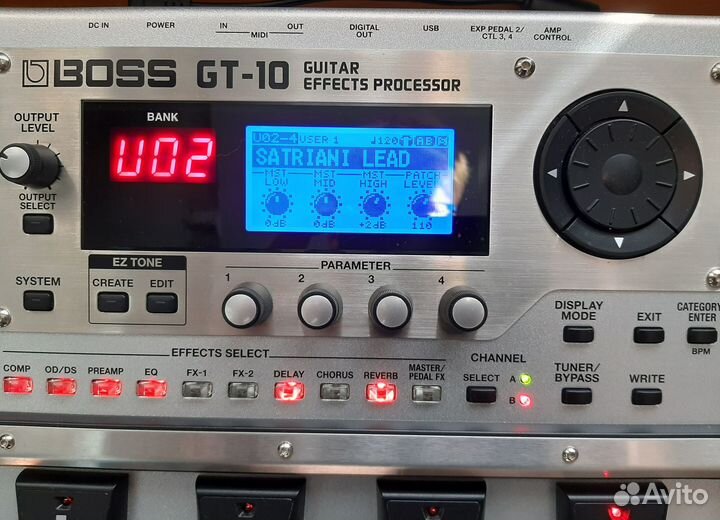 DC IN POWER IN MIDI OUT DIGITAL OUT USB EXP PEDAL 2/ CTL 3, 4 AMP CONTROL
BOSS GT-10 GUITAR EFFECTS PROCESSOR
OUTPUT LEVEL
BANK
U02
U02-4 USER 1 ♩120 A B
SATRIANI LEAD
MST LOW MST MID MST HIGH PATCH LEVEL
0dB 0dB +2dB 110
OUTPUT SELECT
SYSTEM
EZ TONE
CREATE EDIT
PARAMETER
1 2 3 4
DISPLAY MODE EXIT CATEGORY/ ENTER
BPM
EFFECTS SELECT
COMP OD/DS PREAMP EQ FX-1 FX-2 DELAY CHORUS REVERB MASTER/ PEDAL FX
CHANNEL
SELECT A B
TUNER/ BYPASS WRITE
Avito